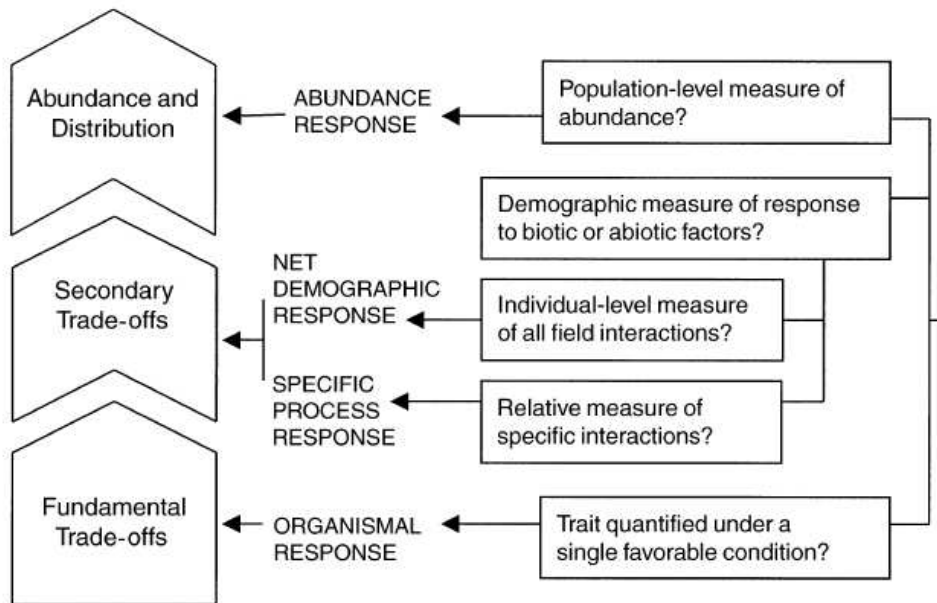 Abundance and
Distribution
ABUNDANCE
RESPONSE
Population-level measure of
abundance?
Demographic measure of response
to biotic or abiotic factors?
Secondary
Trade-offs
NET
DEMOGRAPHIC
RESPONSE
Individual-level measure
of all field interactions?
SPECIFIC
PROCESS
RESPONSE
Relative measure of
specific interactions?
Fundamental
Trade-offs
ORGANISMAL
RESPONSE
Trait quantified under a
single favorable condition?